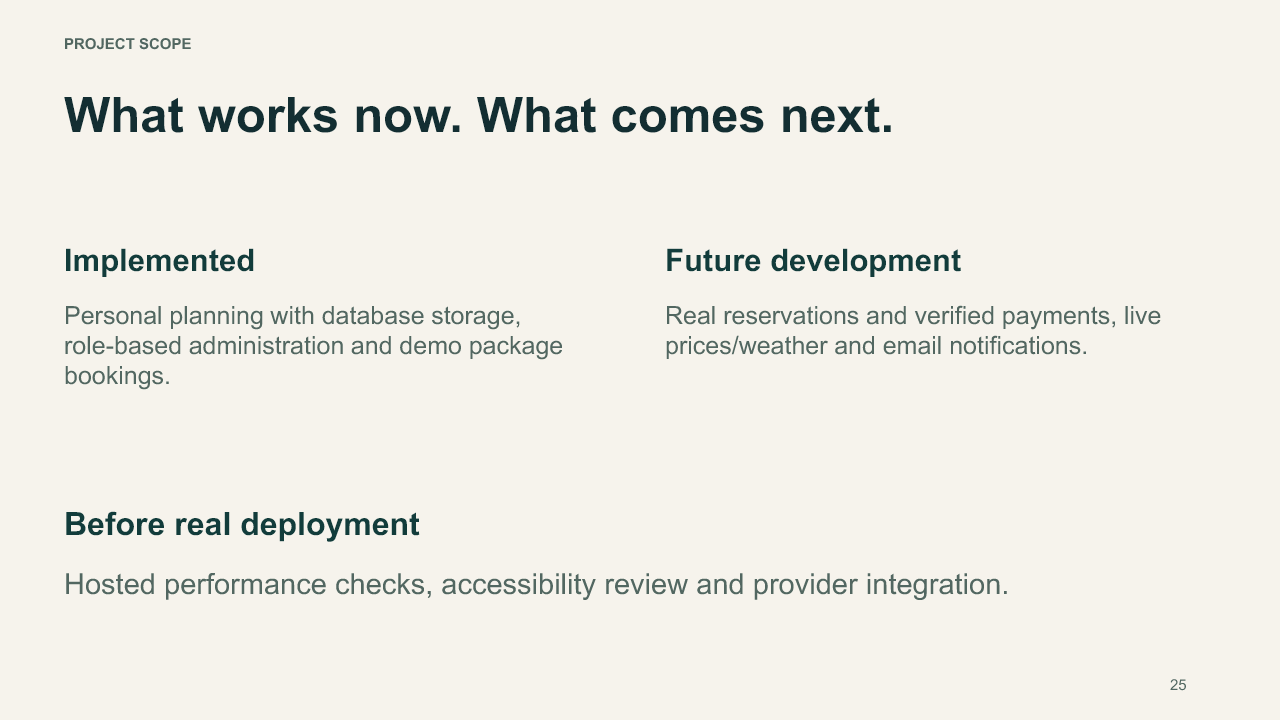 PROJECT SCOPE
What works now. What comes next.
Implemented
Personal planning with database storage,
role-based administration and demo package
bookings.
Future development
Real reservations and verified payments, live
prices/weather and email notifications.
Before real deployment
Hosted performance checks, accessibility review and provider integration.
25